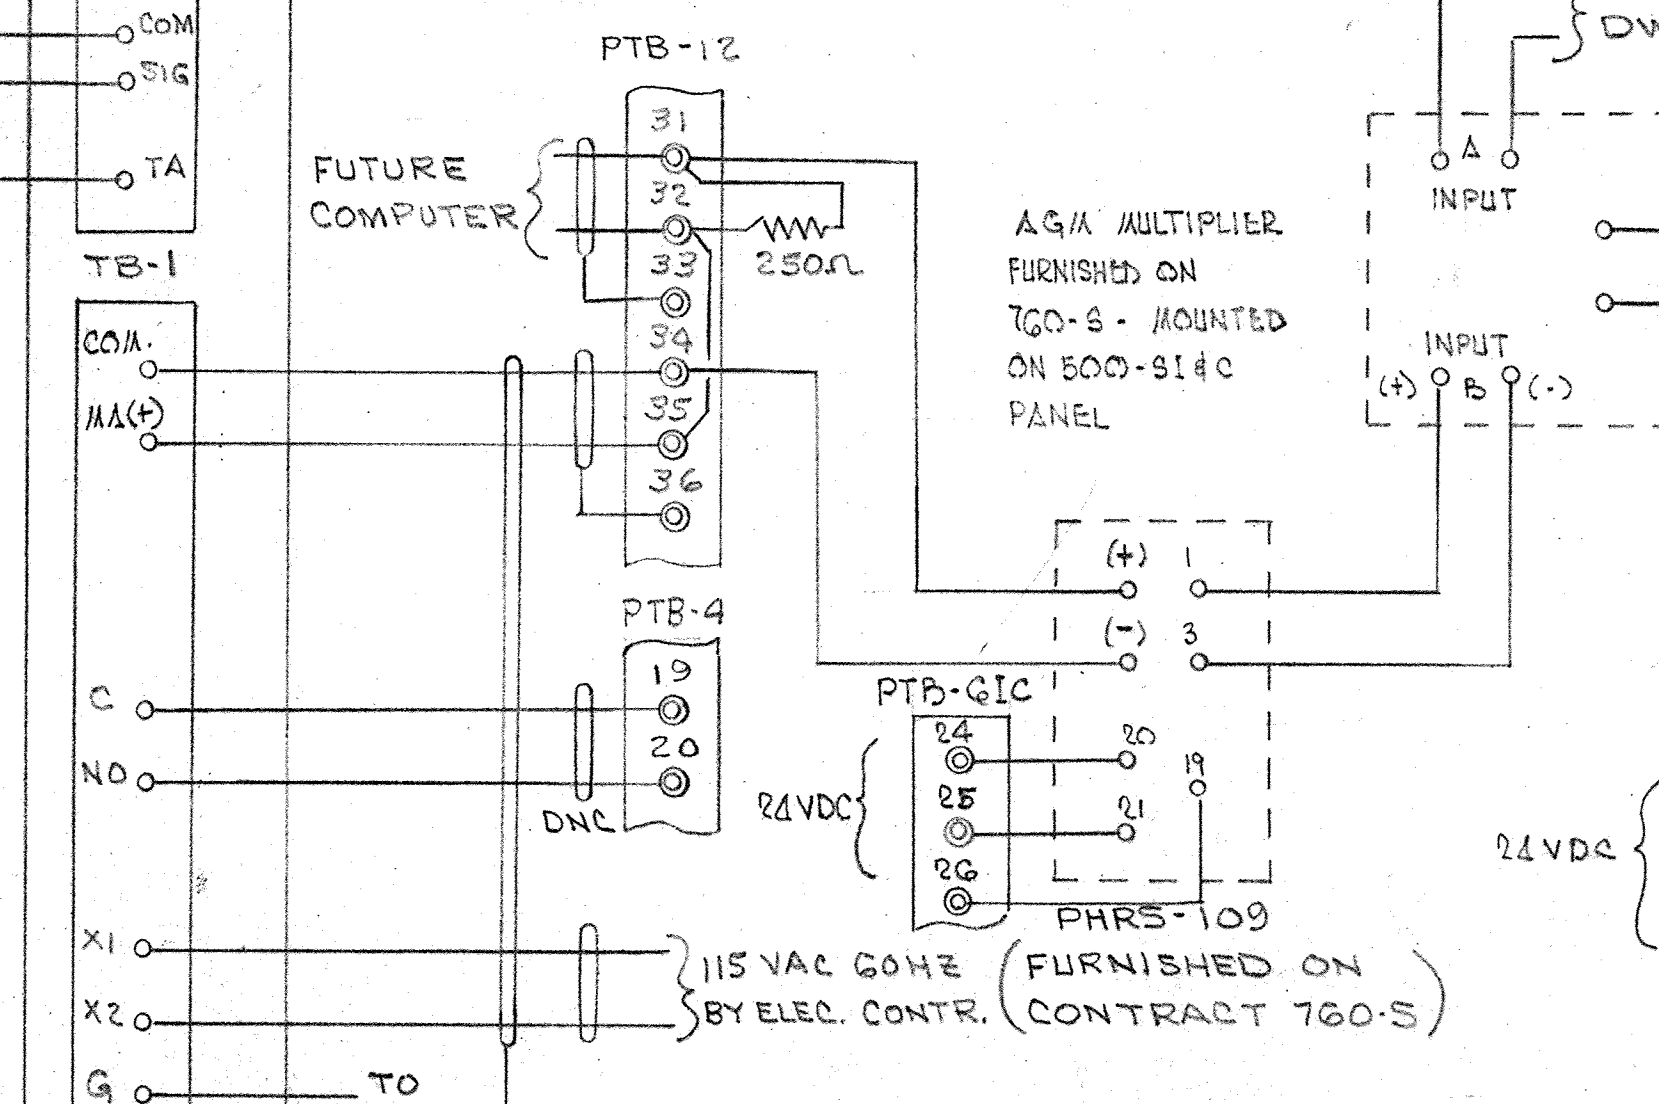 COM
SIG
TA
TB-1
COM.
MA(+)
C
NO
X1
X2
G
TO
FUTURE
COMPUTER
PTB-12
31
32
33
34
35
36
250Ω
PTB-4
19
20
DNC
115 VAC 60HZ
BY ELEC. CONTR.
(FURNISHED ON
CONTRACT 760-S)
AGM MULTIPLIER
FURNISHED ON
760-S - MOUNTED
ON 500-SI&C
PANEL
A
INPUT
INPUT
(+) B (-)
(+) 1
(-) 3
20
19
21
PHRS-109
PTB-GIC
24
25
26
24VDC
24VDC